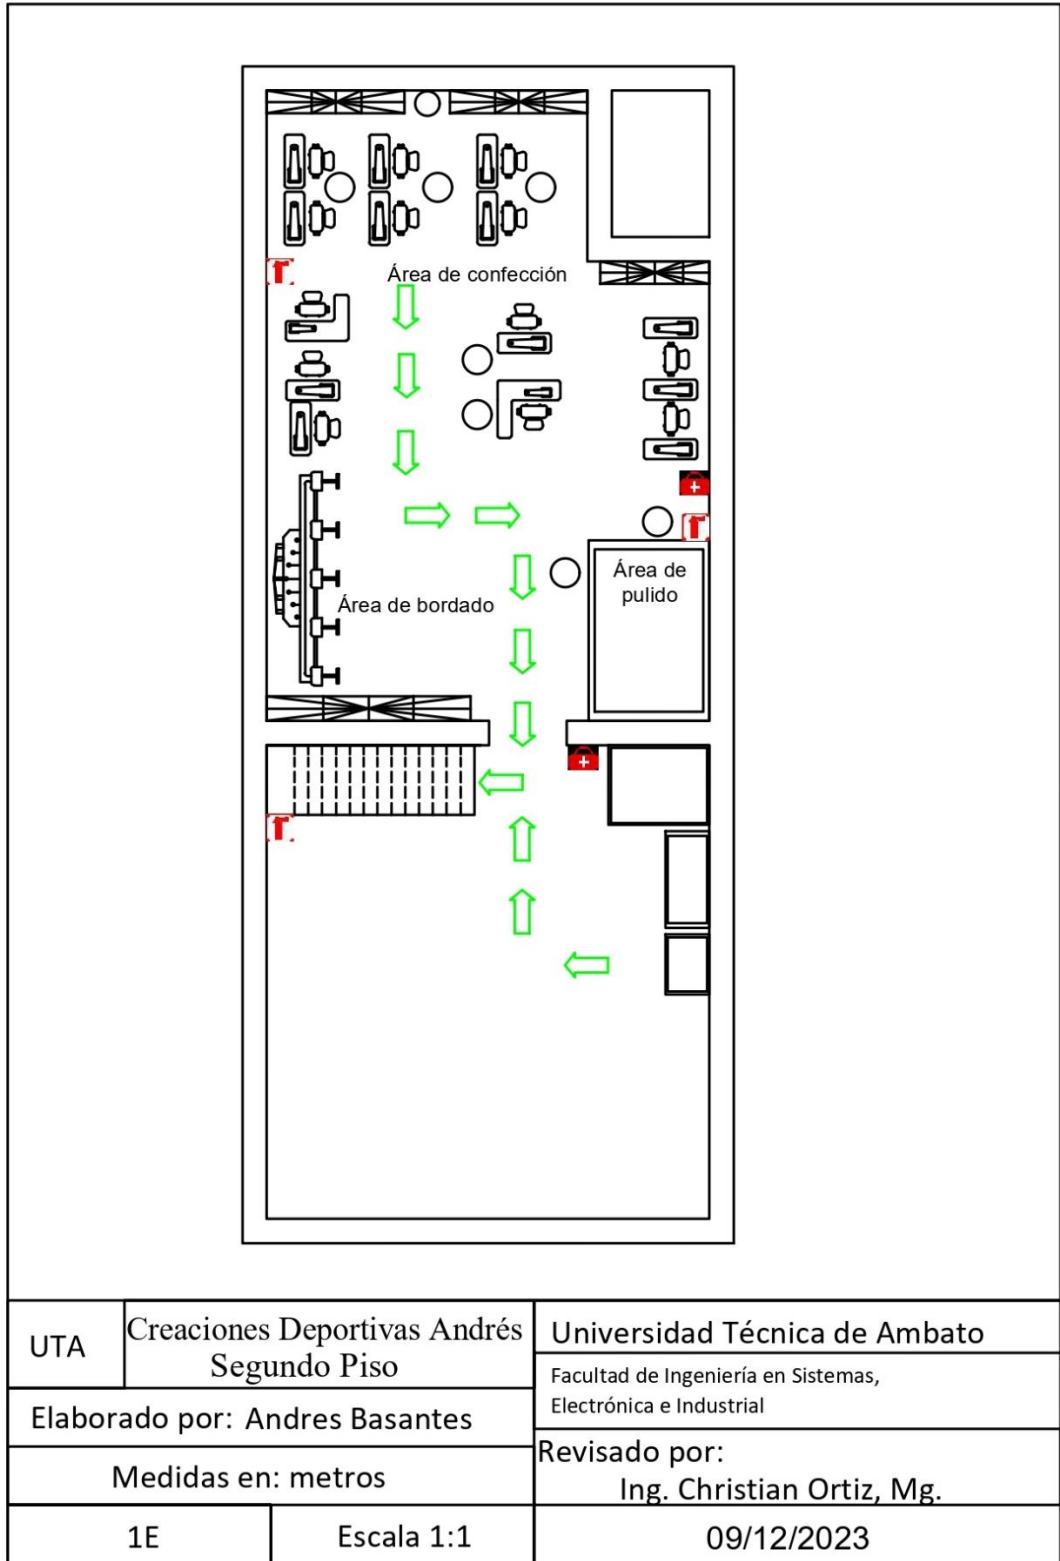 Área de confección
Área de
pulido
Área de bordado
UTA
Creaciones Deportivas Andrés
Segundo Piso
Universidad Técnica de Ambato
Facultad de Ingeniería en Sistemas,
Electrónica e Industrial
Elaborado por: Andres Basantes
Medidas en: metros
Revisado por:
Ing. Christian Ortiz, Mg.
1E
Escala 1:1
09/12/2023